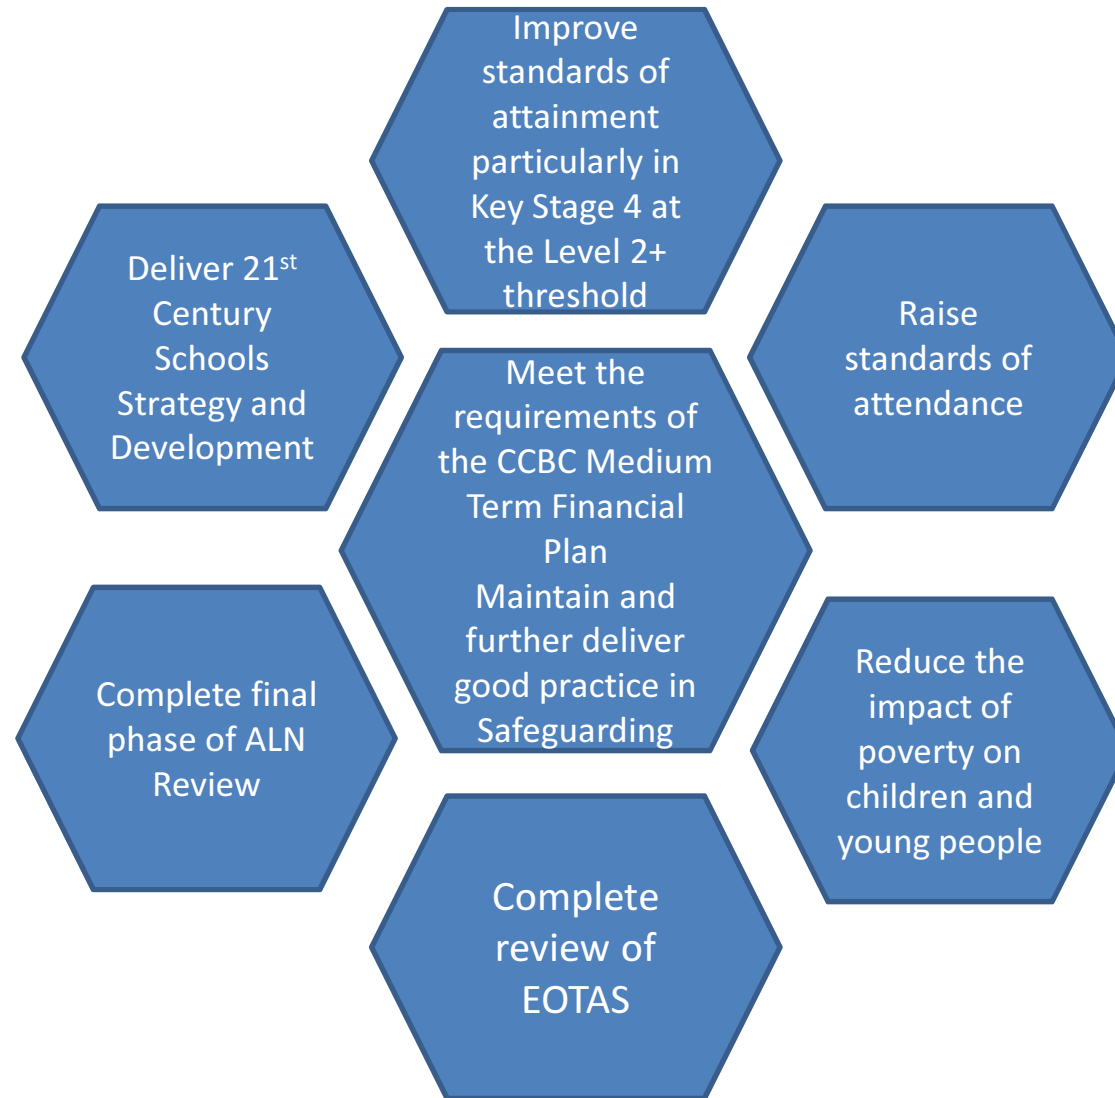 Improve
standards of
attainment
particularly in
Key Stage 4 at
the Level 2+
threshold
Deliver 21st
Century
Schools
Strategy and
Development
Raise
standards of
attendance
Meet the
requirements of
the CCBC Medium
Term Financial
Plan
Maintain and
further deliver
good practice in
Safeguarding
Complete final
phase of ALN
Review
Reduce the
impact of
poverty on
children and
young people
Complete
review of
EOTAS